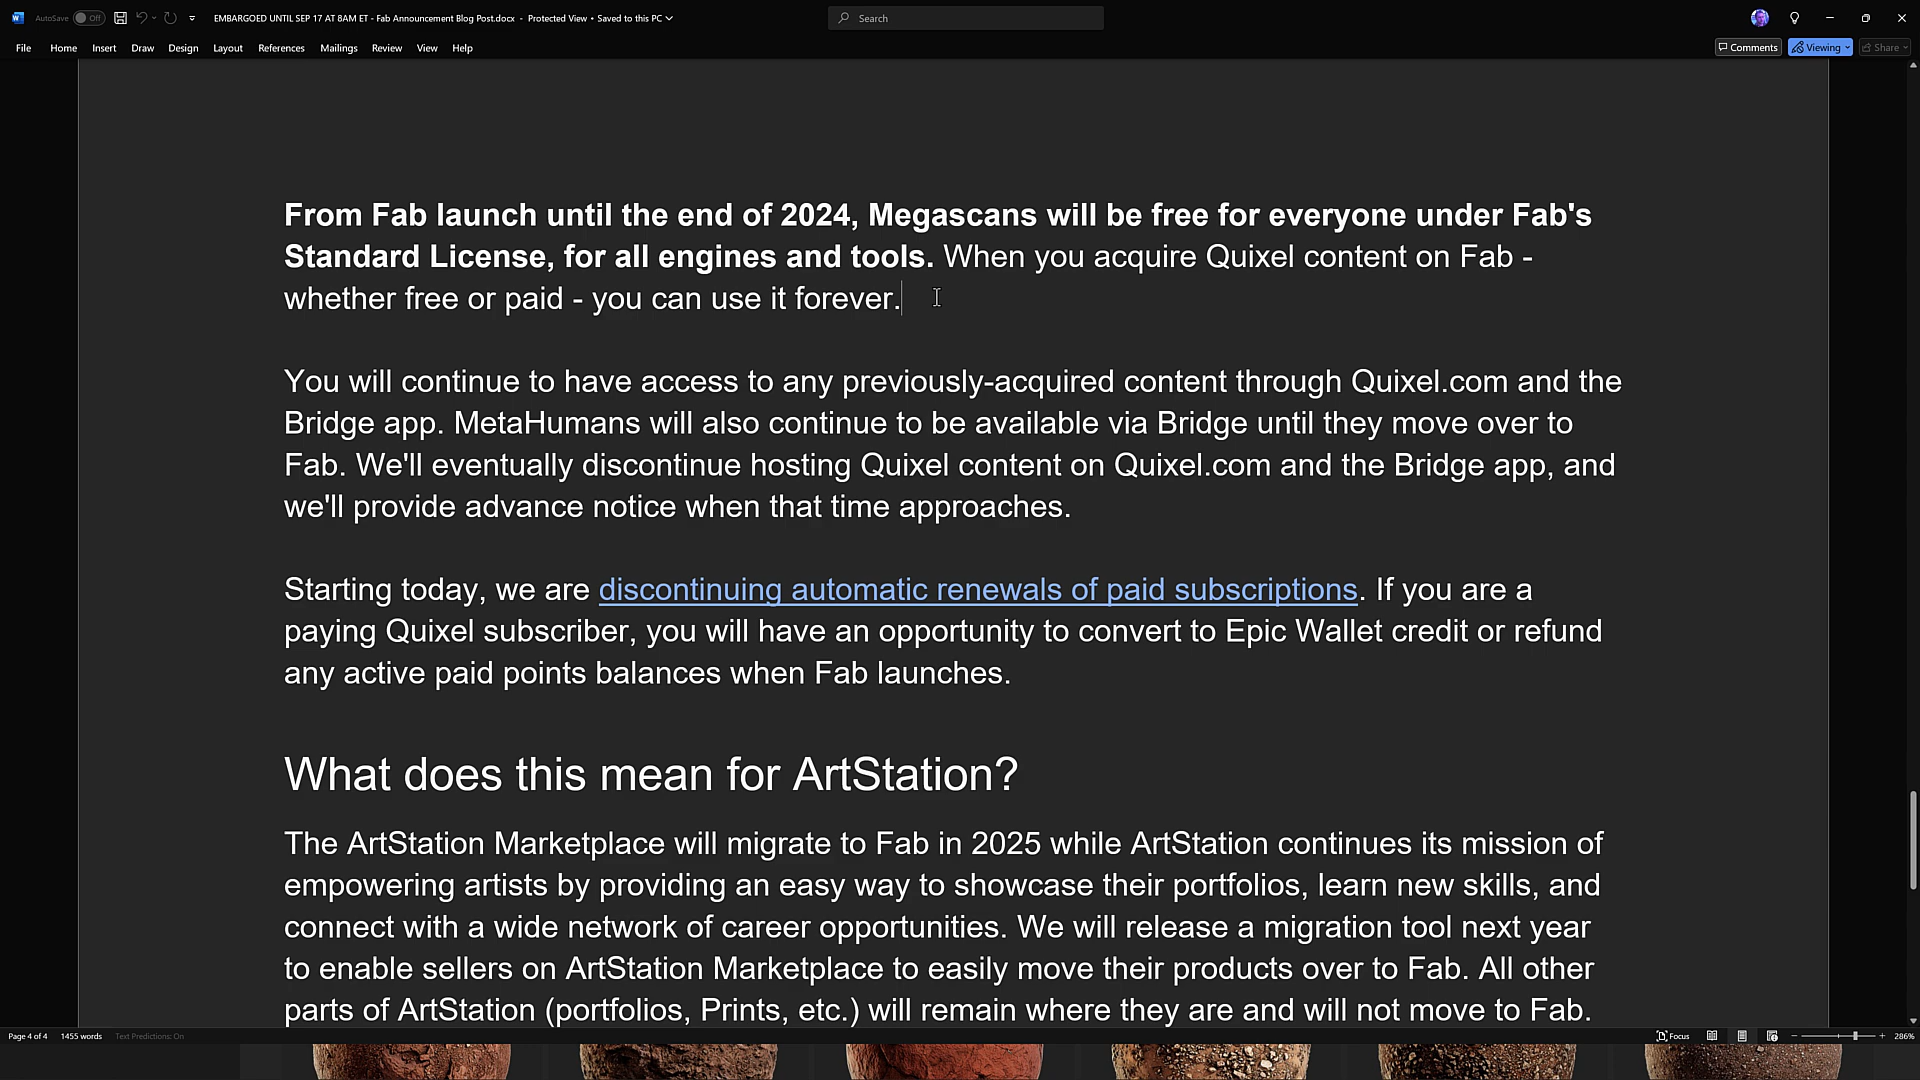 AutoSave Off EMBARGOED UNTIL SEP 17 AT 8AM ET - Fab Announcement Blog Post.docx - Protected View • Saved to this PC Search
File Home Insert Draw Design Layout References Mailings Review View Help Comments Viewing Share
From Fab launch until the end of 2024, Megascans will be free for everyone under Fab's
Standard License, for all engines and tools. When you acquire Quixel content on Fab -
whether free or paid - you can use it forever.
You will continue to have access to any previously-acquired content through Quixel.com and the
Bridge app. MetaHumans will also continue to be available via Bridge until they move over to
Fab. We'll eventually discontinue hosting Quixel content on Quixel.com and the Bridge app, and
we'll provide advance notice when that time approaches.
Starting today, we are discontinuing automatic renewals of paid subscriptions. If you are a
paying Quixel subscriber, you will have an opportunity to convert to Epic Wallet credit or refund
any active paid points balances when Fab launches.
What does this mean for ArtStation?
The ArtStation Marketplace will migrate to Fab in 2025 while ArtStation continues its mission of
empowering artists by providing an easy way to showcase their portfolios, learn new skills, and
connect with a wide network of career opportunities. We will release a migration tool next year
to enable sellers on ArtStation Marketplace to easily move their products over to Fab. All other
parts of ArtStation (portfolios, Prints, etc.) will remain where they are and will not move to Fab.
Page 4 of 4 1455 words Text Predictions: On Focus 286%